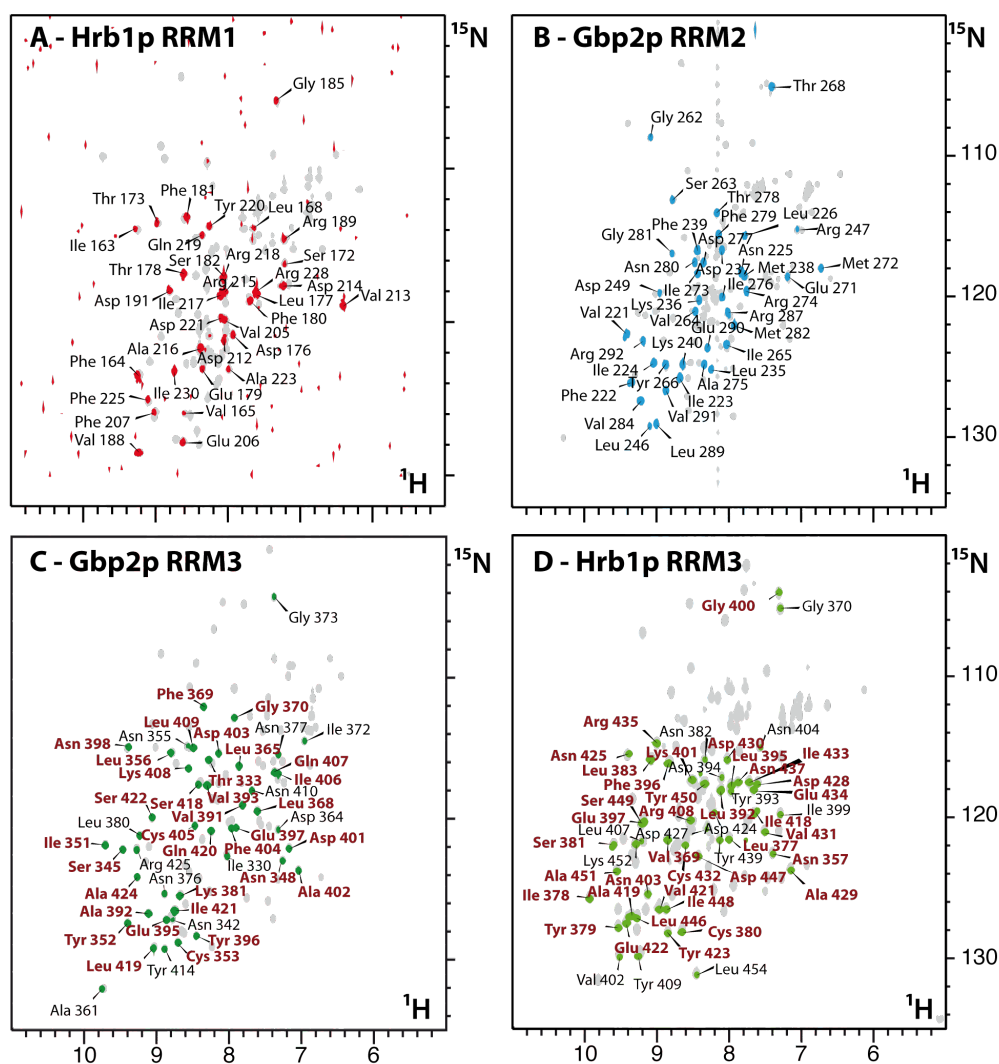 A - Hrb1p RRM1
15N
Gly 185
Thr 173
Phe 181
Tyr 220
Leu 168
Arg 189
Ile 163
Gln 219
Ser 182
Arg 218
Ser 172
Thr 178
Arg 215
Arg 228
Asp 214
Asp 191
Ile 217
Leu 177
Val 213
Phe 180
Asp 221
Val 205
Ala 216
Asp 212
Asp 176
Phe 164
Ala 223
Phe 225
Ile 230
Glu 179
Phe 207
Val 165
Val 188
Glu 206
1H
B - Gbp2p RRM2
15N
Thr 268
Gly 262
110
Ser 263
Thr 278
Phe 279
Leu 226
Phe 239
Arg 247
Gly 281
Asp 277
Asn 225
Asn 280
Asp 237
Met 238
Met 272
Asp 249
Ile 273
Ile 276
Glu 271
120
Lys 236
Arg 274
Val 221
Val 264
Arg 287
Glu 290
Met 282
Arg 292
Lys 240
Ile 265
Ile 224
Leu 235
Tyr 266
Ala 275
Phe 222
Ile 223
Val 284
Val 291
130
Leu 246
Leu 289
1H
C - Gbp2p RRM3
15N
Gly 373
Phe 369
Gly 370
Leu 409
Asn 355
Asp 403
Asn 377
Ile 372
Asn 398
Leu 356
Leu 365
Gln 407
Lys 408
Thr 333
Ile 406
Asn 410
Ser 422
Ser 418
Val 393
Leu 368
Leu 380
Val 391
Asp 364
Cys 405
Glu 397
Asp 401
Ile 351
Gln 420
Phe 404
Ser 345
Arg 425
Ile 330
Asn 348
Ala 424
Asn 376
Lys 381
Ala 402
Ala 392
Ile 421
Glu 395
Asn 342
Tyr 352
Tyr 396
Cys 353
Leu 419
Tyr 414
Ala 361
1H
10 9 8 7 6
D - Hrb1p RRM3
15N
Gly 400
Gly 370
110
Arg 435
Asn 382
Asn 404
Asn 425
Lys 401
Asp 430
Ile 433
Leu 383
Asp 394
Leu 395
Asn 437
Phe 396
Asp 428
Ser 449
Tyr 450
Tyr 393
Glu 434
Glu 397
Arg 408
Leu 392
Ile 418
Ile 399
120
Leu 407
Asp 427
Asp 424
Val 431
Ser 381
Leu 377
Lys 452
Val 369
Tyr 439
Asn 357
Ala 451
Asn 403
Cys 432
Asp 447
Ile 378
Ala 419
Val 421
Ala 429
Ile 448
Tyr 379
Leu 446
Cys 380
Glu 422
Tyr 423
130
Val 402
Tyr 409
Leu 454
1H
10 9 8 7 6